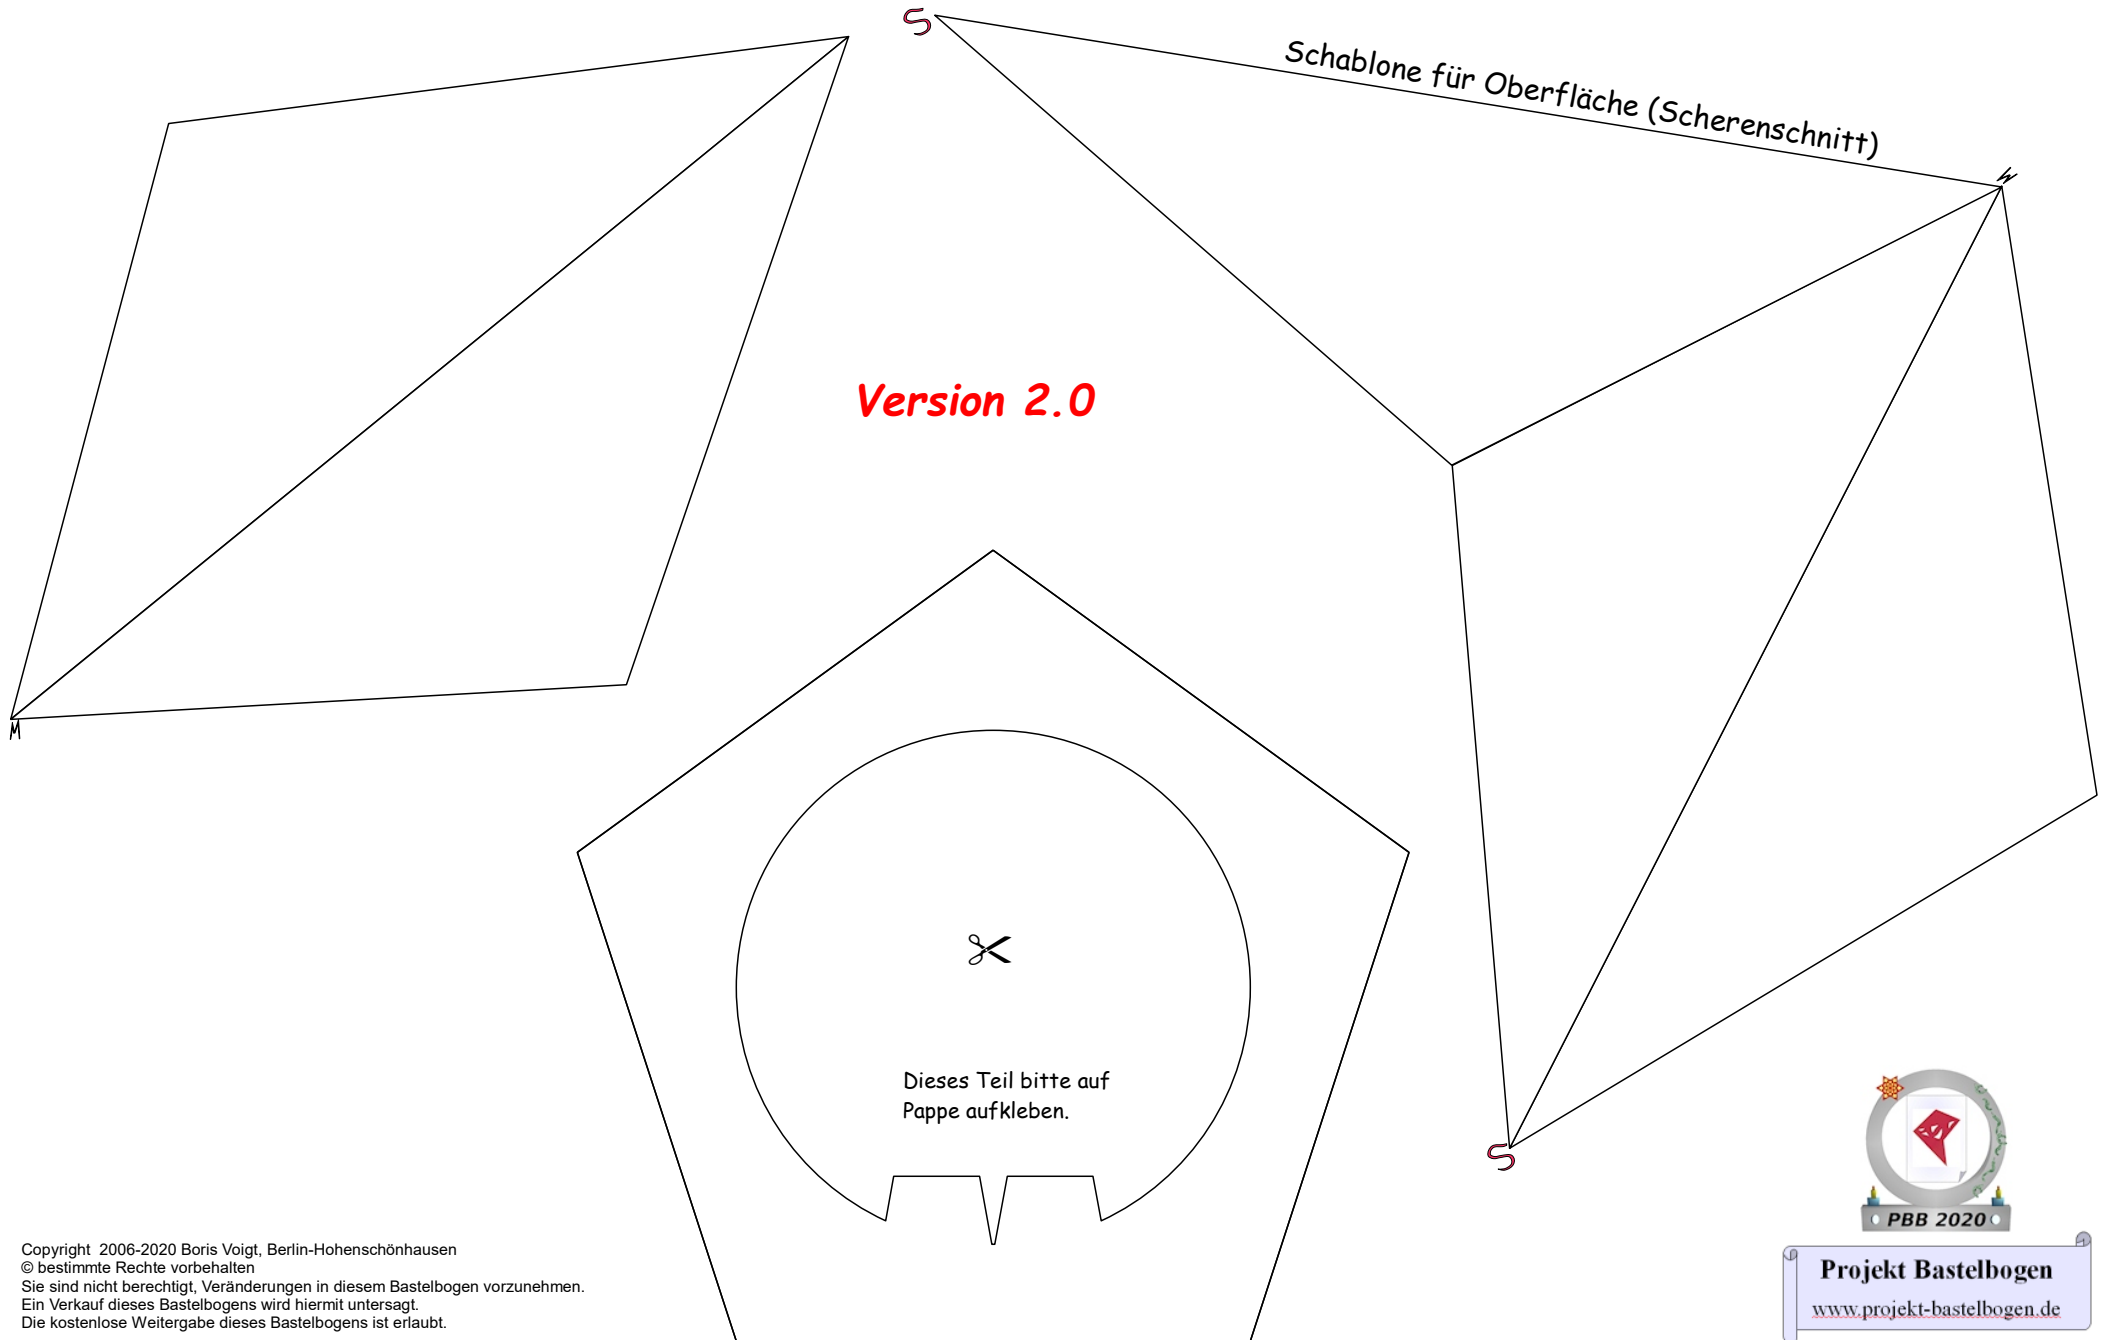 S
Schablone für Oberfläche (Scherenschnitt)
M
Version 2.0
M
Dieses Teil bitte auf
Pappe aufkleben.
S
PBB 2020
Projekt Bastelbogen
www.projekt-bastelbogen.de
Copyright 2006-2020 Boris Voigt, Berlin-Hohenschönhausen
© bestimmte Rechte vorbehalten
Sie sind nicht berechtigt, Veränderungen in diesem Bastelbogen vorzunehmen.
Ein Verkauf dieses Bastelbogens wird hiermit untersagt.
Die kostenlose Weitergabe dieses Bastelbogens ist erlaubt.